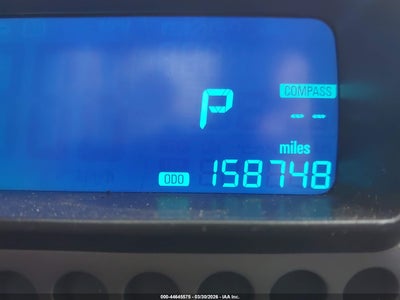 P
COMPASS
--
miles
ODO 158748
000-44645575 - 03/30/2026 - IAA Inc.